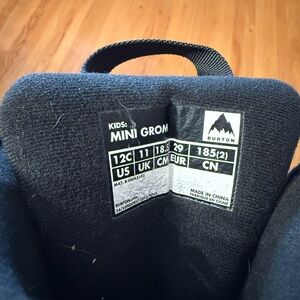 KIDS:
MINI GROM
BURTON
12C 11 18.5 29 185(2)
US UK CM EUR CN
MADE IN CHINA